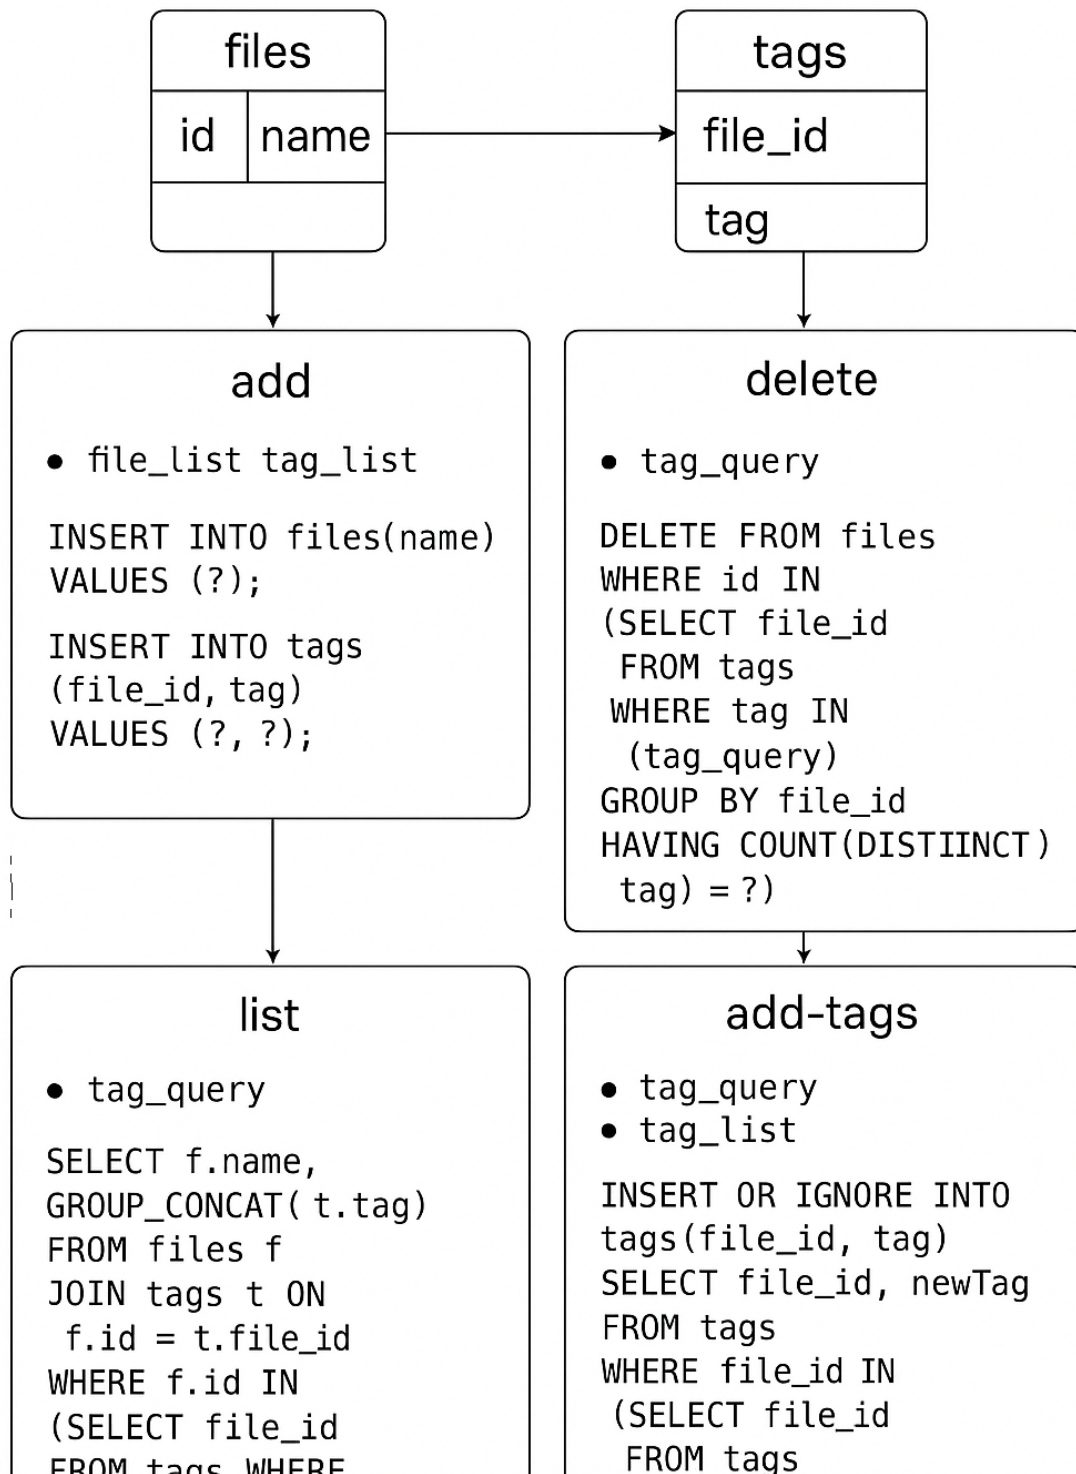 files
id name
tags
file_id
tag
add
• file_list tag_list
INSERT INTO files(name)
VALUES (?);
INSERT INTO tags
(file_id, tag)
VALUES (?, ?);
delete
• tag_query
DELETE FROM files
WHERE id IN
(SELECT file_id
FROM tags
WHERE tag IN
(tag_query)
GROUP BY file_id
HAVING COUNT(DISTIINCT)
tag) = ?)
list
• tag_query
SELECT f.name,
GROUP_CONCAT( t.tag)
FROM files f
JOIN tags t ON
f.id = t.file_id
WHERE f.id IN
(SELECT file_id
FROM tags WHERE
add-tags
• tag_query
• tag_list
INSERT OR IGNORE INTO
tags(file_id, tag)
SELECT file_id, newTag
FROM tags
WHERE file_id IN
(SELECT file_id
FROM tags